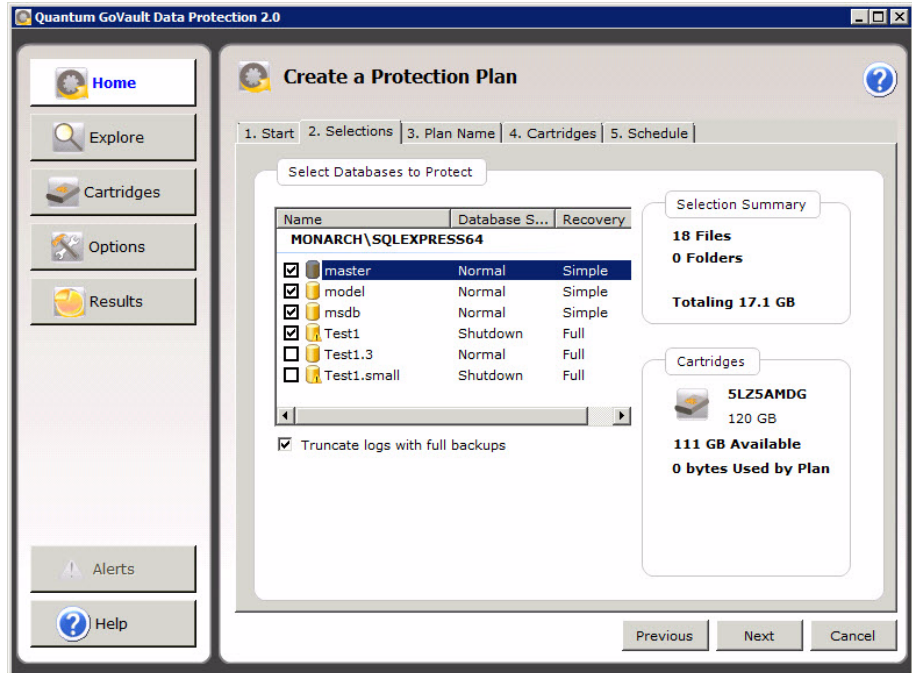 Quantum GoVault Data Protection 2.0
Home
Explore
Cartridges
Options
Results
Alerts
Help
Create a Protection Plan
1. Start 2. Selections 3. Plan Name 4. Cartridges 5. Schedule
Select Databases to Protect
Name Database S... Recovery
MONARCH\SQLEXPRESS64
master Normal Simple
model Normal Simple
msdb Normal Simple
Test1 Shutdown Full
Test1.3 Normal Full
Test1.small Shutdown Full
Truncate logs with full backups
Selection Summary
18 Files
0 Folders
Totaling 17.1 GB
Cartridges
5LZ5AMDG
120 GB
111 GB Available
0 bytes Used by Plan
Previous Next Cancel